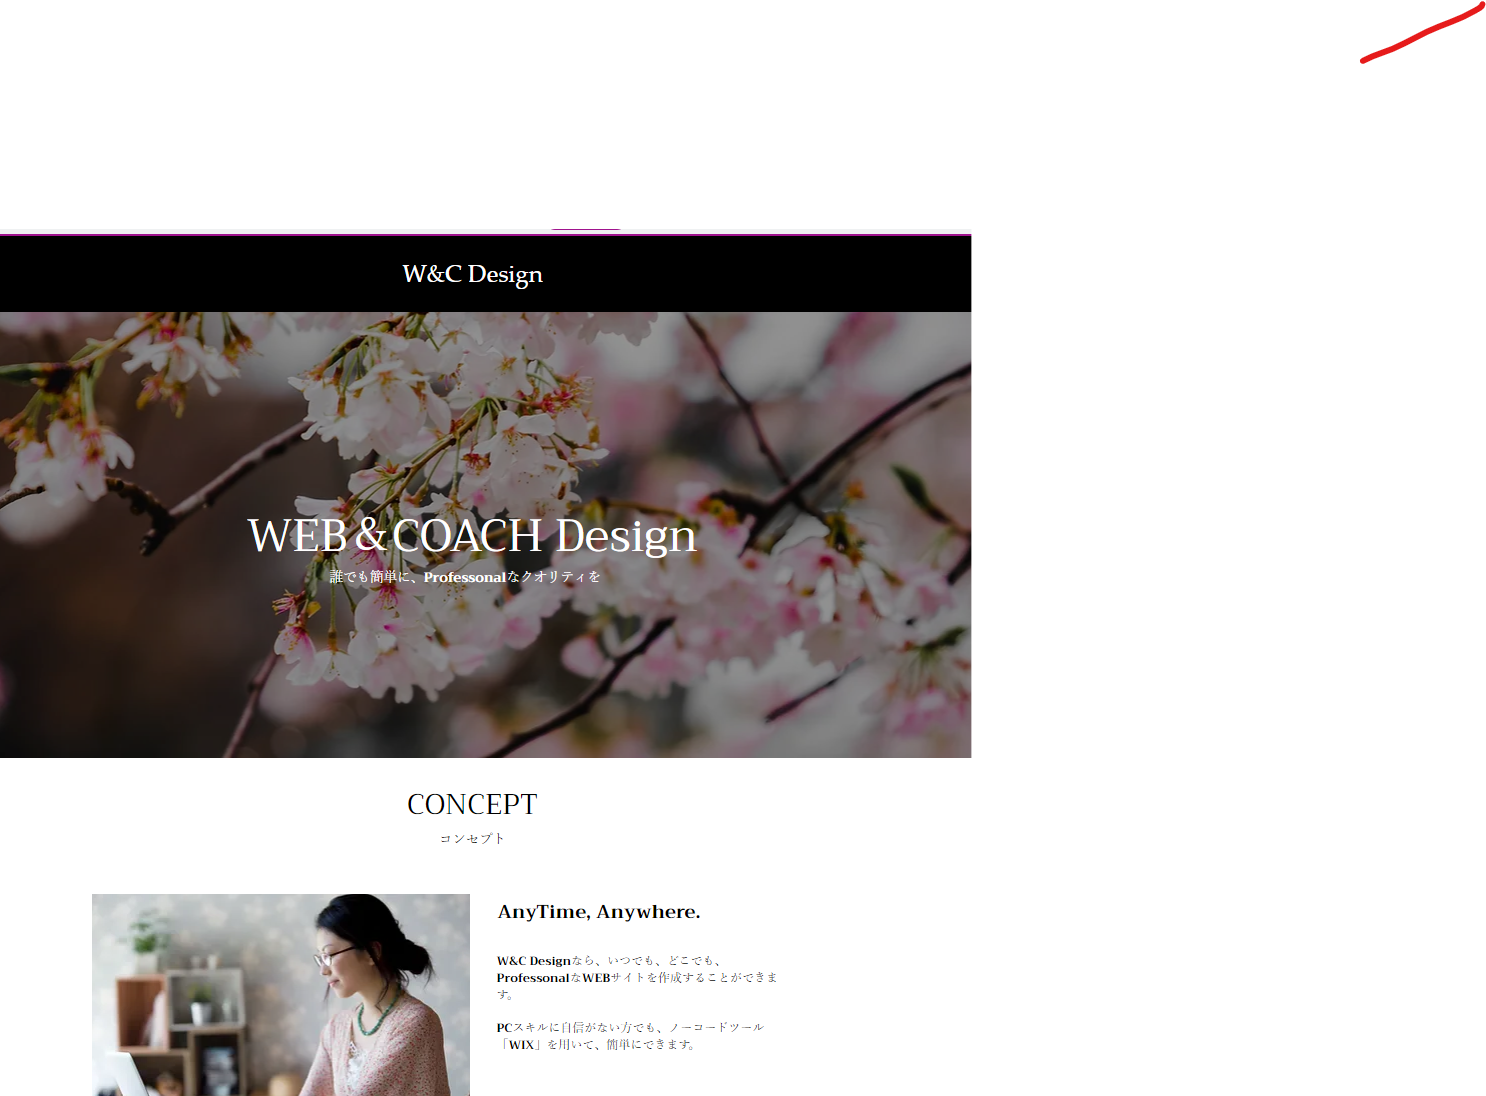 W&C Design
WEB＆COACH Design
誰でも簡単に、Professonalなクオリティを
CONCEPT
コンセプト
AnyTime, Anywhere.
W&C Designなら、いつでも、どこでも、
ProfessonalなWEBサイトを作成することができま
す。
PCスキルに自信がない方でも、ノーコードツール
「WIX」を用いて、簡単にできます。